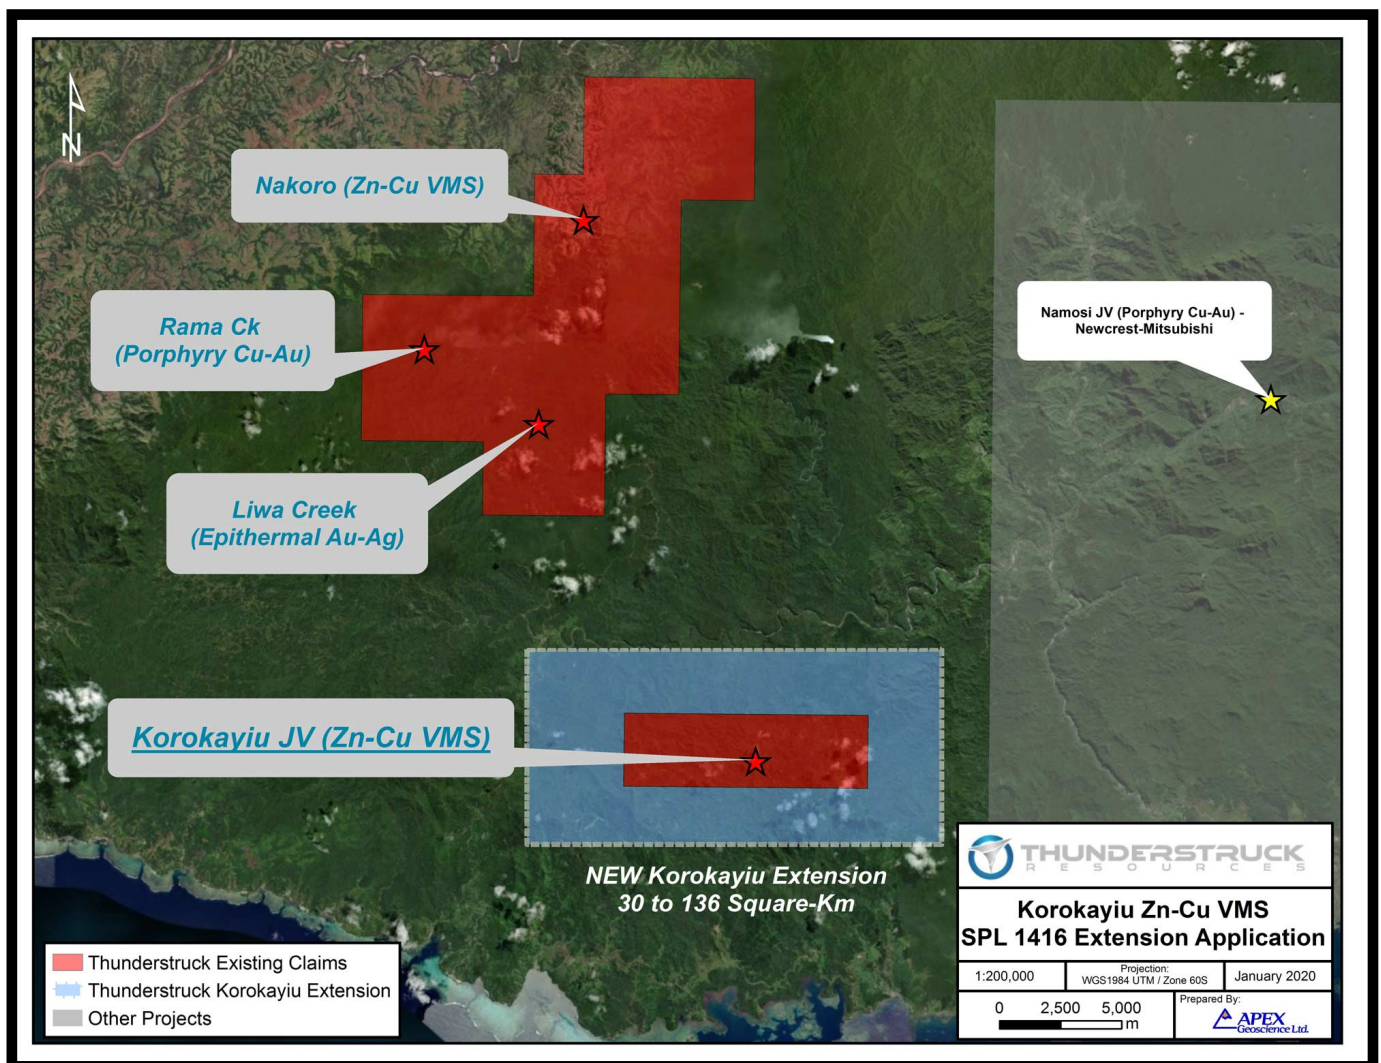 N
Nakoro (Zn-Cu VMS)
Rama Ck
(Porphyry Cu-Au)
Liwa Creek
(Epithermal Au-Ag)
Namosi JV (Porphyry Cu-Au) -
Newcrest-Mitsubishi
Korokayiu JV (Zn-Cu VMS)
NEW Korokayiu Extension
30 to 136 Square-Km
Thunderstruck Existing Claims
Thunderstruck Korokayiu Extension
Other Projects
THUNDERSTRUCK
RESOURCES
Korokayiu Zn-Cu VMS
SPL 1416 Extension Application
1:200,000
Projection:
WGS1984 UTM / Zone 60S
January 2020
0 2,500 5,000
m
Prepared By:
APEX
Geoscience Ltd.